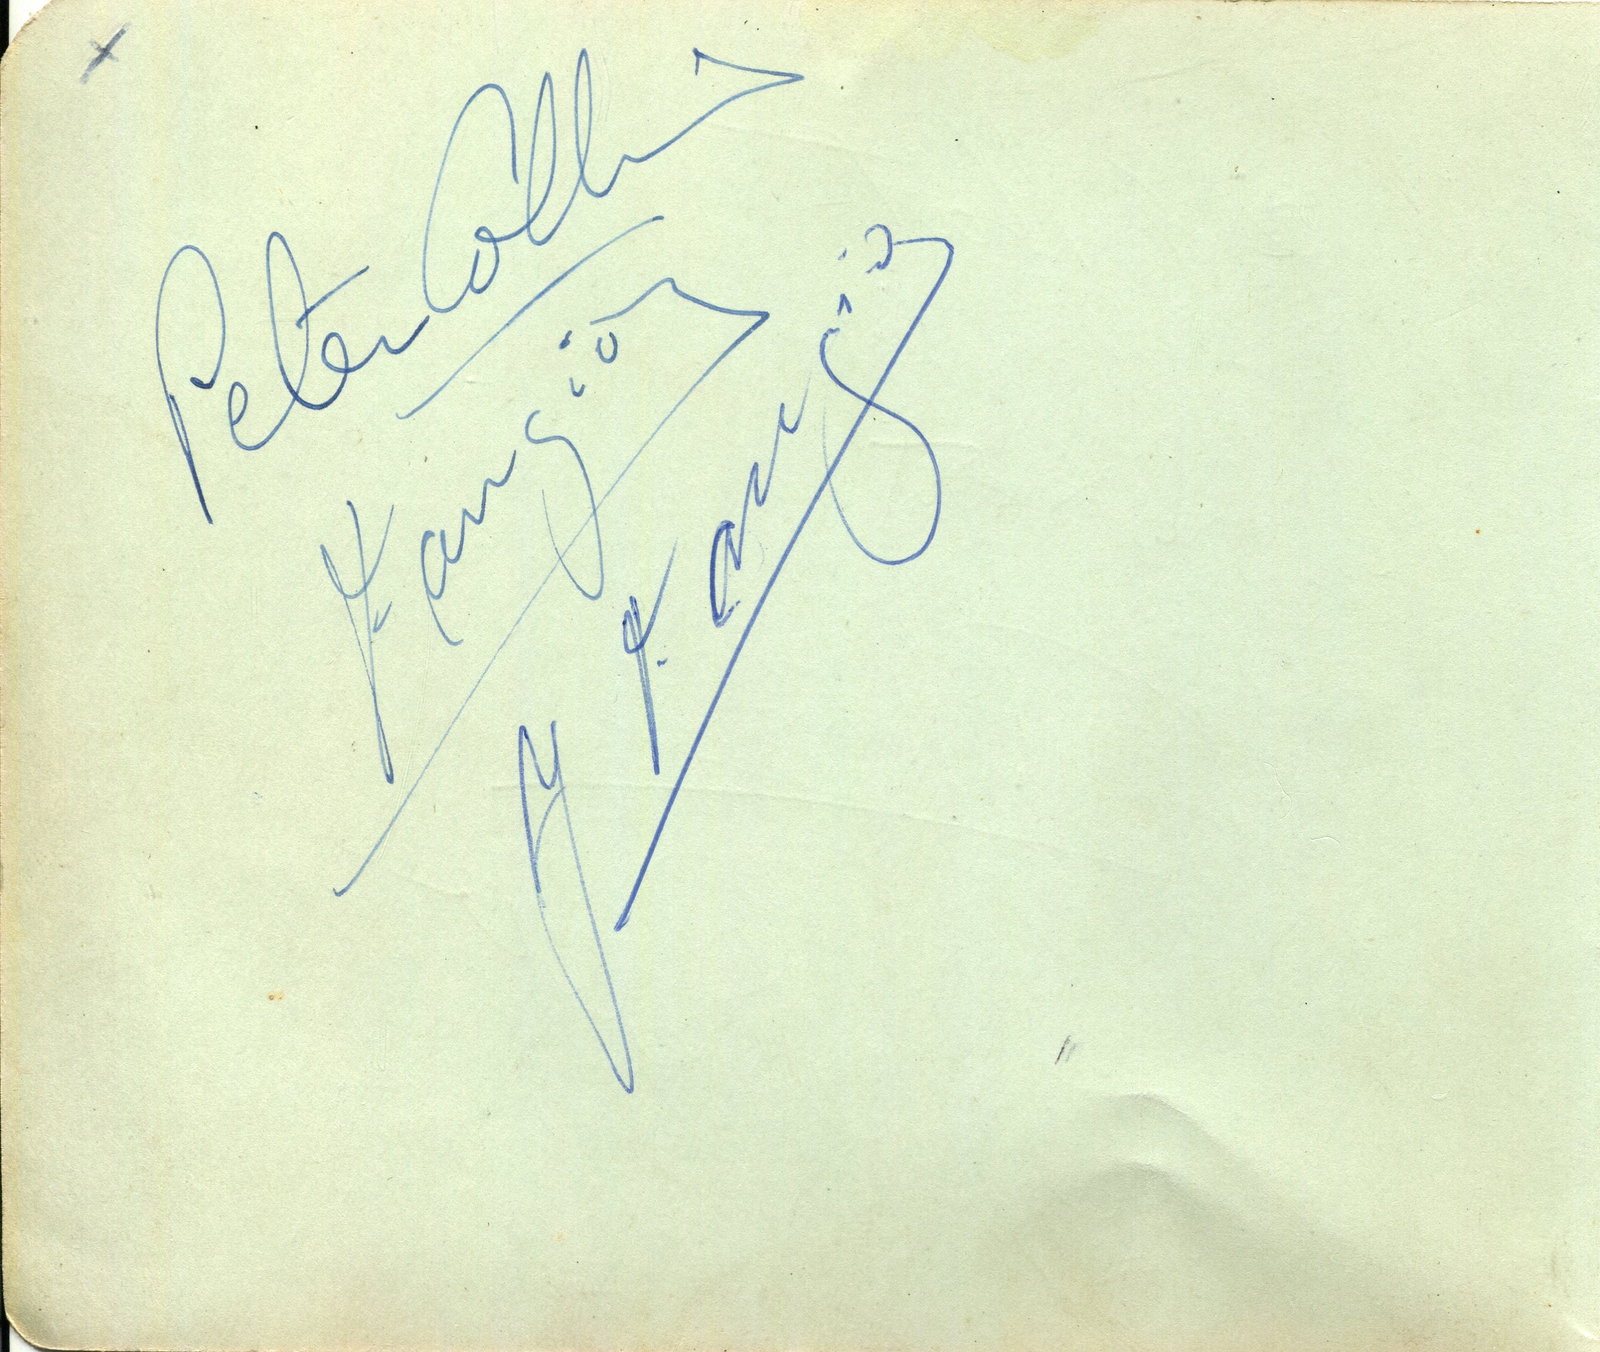 Peter Collins
Fangio
J F. Fangio